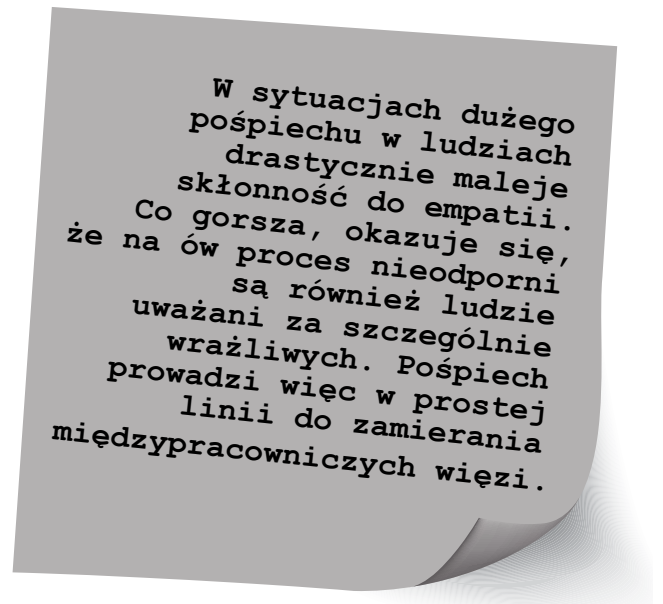 W sytuacjach dużego
pośpiechu w ludziach
drastycznie maleje
skłonność do empatii.
Co gorsza, okazuje się,
że na ów proces nieodporni
są również ludzie
uważani za szczególnie
wrażliwych. Pośpiech
prowadzi więc w prostej
linii do zamierania
międzypracowniczych więzi.